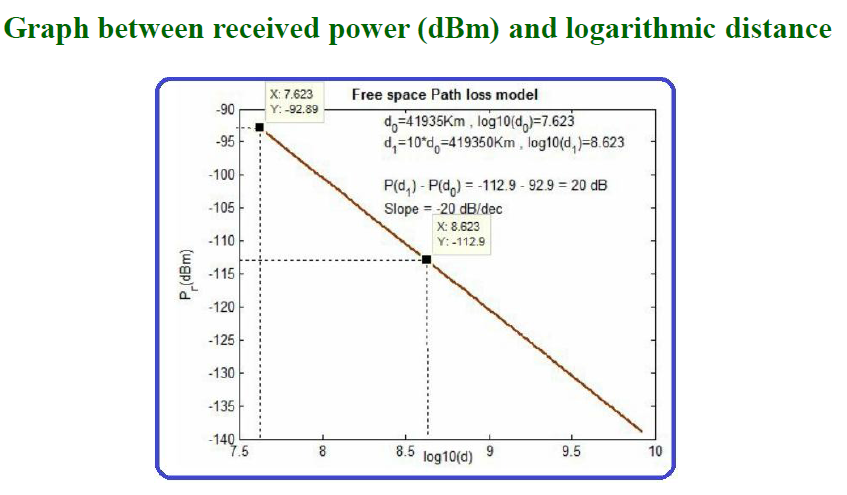 Graph between received power (dBm) and logarithmic distance
X: 7.623
Y: -92.89
Free space Path loss model
d0=41935Km , log10(d0)=7.623
d1=10*d0=419350Km , log10(d1)=8.623
P(d1) - P(d0) = -112.9 - 92.9 = 20 dB
Slope = -20 dB/dec
X: 8.623
Y: -112.9
-90
-95
-100
-105
-110
-115
-120
-125
-130
-135
-140
Pr(dBm)
7.5
8
8.5
9
9.5
10
log10(d)